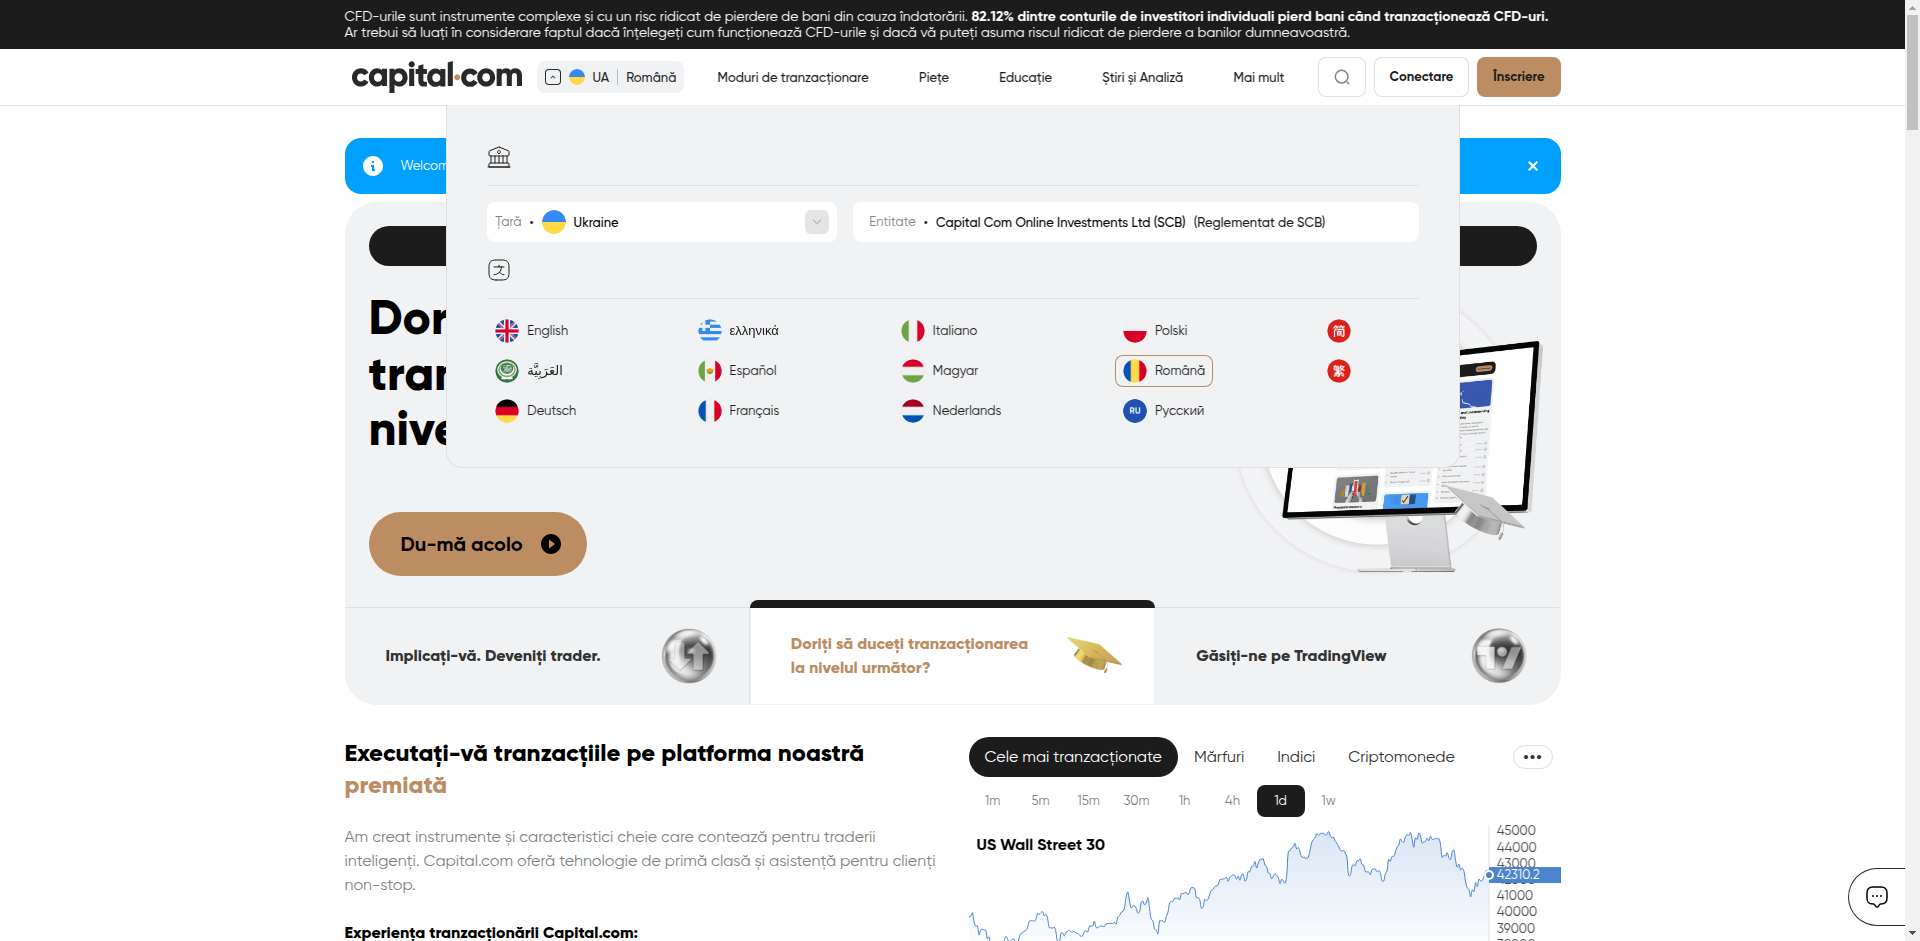 CFD-urile sunt instrumente complexe și cu un risc ridicat de pierdere de bani din cauza îndatorării. 82.12% dintre conturile de investitori individuali pierd bani când tranzacționează CFD-uri.
Ar trebui să luați în considerare faptul dacă înțelegeți cum funcționează CFD-urile și dacă vă puteți asuma riscul ridicat de pierdere a banilor dumneavoastră.
capital.com
UA Română
Moduri de tranzacționare
Piețe
Educație
Știri și Analiză
Mai mult
Conectare
Înscriere
Welcom
Țară • Ukraine
Entitate • Capital Com Online Investments Ltd (SCB) (Reglementat de SCB)
English
ελληνικά
Italiano
Polski
简
العَرَبِيَّة
Español
Magyar
Română
繁
Deutsch
Français
Nederlands
RU Русский
Dor
tran
nive
Du-mă acolo
Implicați-vă. Deveniți trader.
Doriți să duceți tranzacționarea
la nivelul următor?
Găsiți-ne pe TradingView
Executați-vă tranzacțiile pe platforma noastră
premiată
Am creat instrumente și caracteristici cheie care contează pentru traderii
inteligenți. Capital.com oferă tehnologie de primă clasă și asistență pentru clienți
non-stop.
Experiența tranzacționării Capital.com:
Cele mai tranzacționate
Mărfuri
Indici
Criptomonede
1m 5m 15m 30m 1h 4h 1d 1w
US Wall Street 30
45000
44000
43000
42310.2
41000
40000
39000